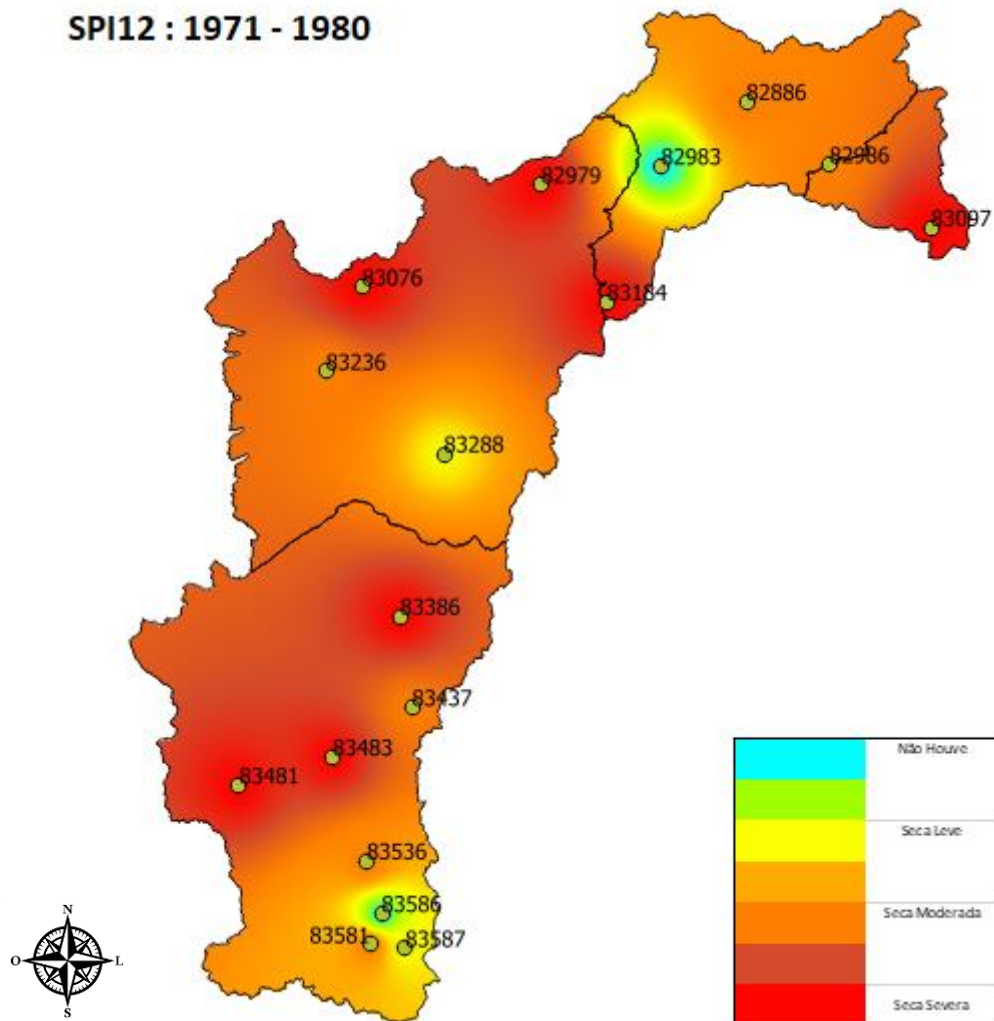 SPI12 : 1971 - 1980
82886
82983
82986
82979
83097
83076
83184
83236
83288
83386
83437
83483
83481
83536
83586
83581
83587
Não Houve
Seca Leve
Seca Moderada
Seca Severa
N
O
L
S